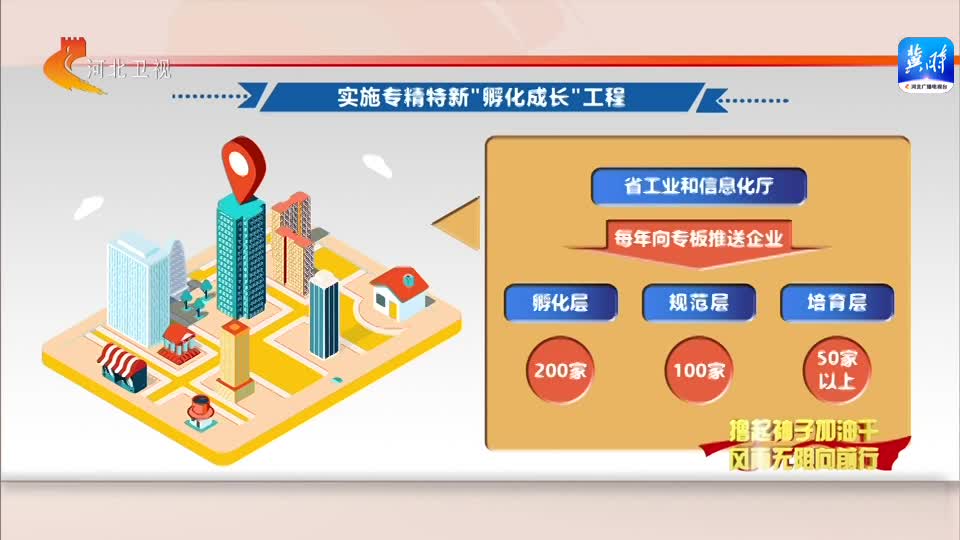 河北卫视
冀时
河北广播电视台
实施专精特新"孵化成长"工程
省工业和信息化厅
每年向专板推送企业
孵化层
规范层
培育层
200家
100家
50家
以上
撸起袖子加油干
风雨无阻向前行